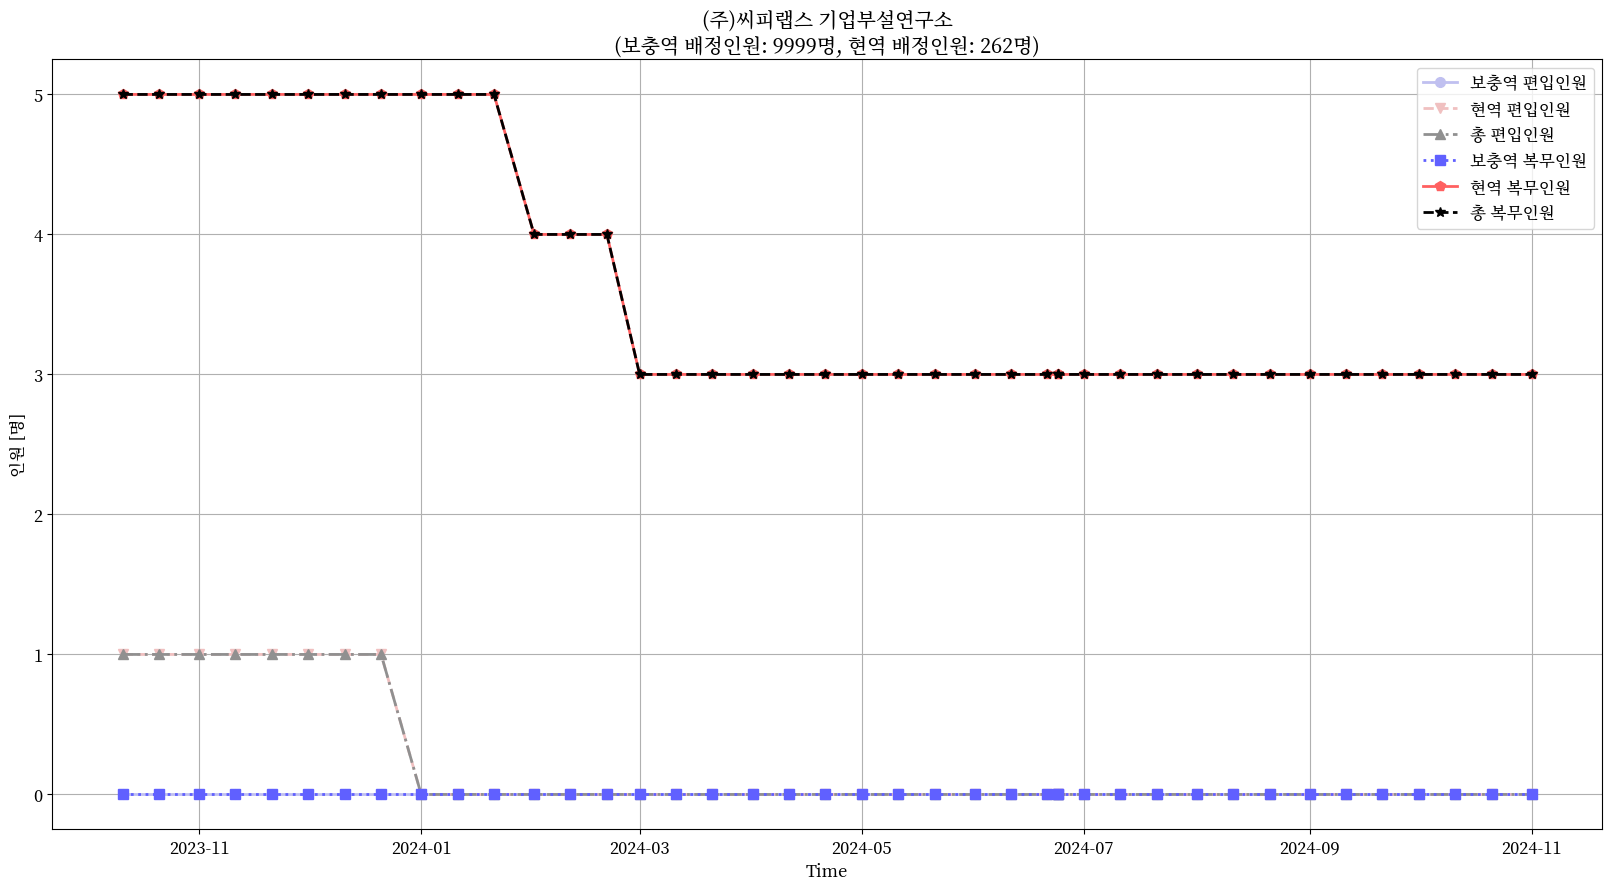 (주)씨피랩스 기업부설연구소
(보충역 배정인원: 9999명, 현역 배정인원: 262명)
보충역 편입인원
현역 편입인원
총 편입인원
보충역 복무인원
현역 복무인원
총 복무인원
인원 [명]
5
4
3
2
1
0
2023-11
2024-01
2024-03
2024-05
2024-07
2024-09
2024-11
Time